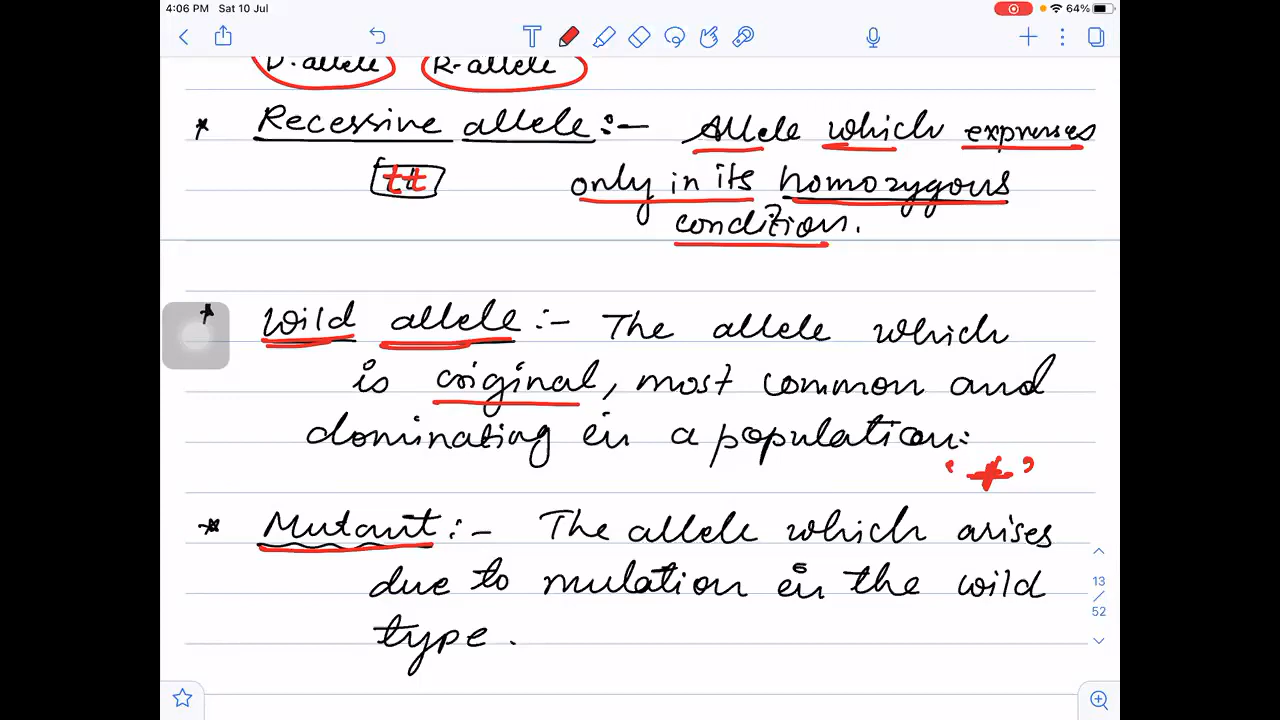 4:06 PM Sat 10 Jul
64%
D-allele R-allele
* Recessive allele :- Allele which expresses
tt only in its homozygous
condition.
* Wild allele :- The allele which
is original, most common and
dominating in a population:
'+'
* Mutant :- The allele which arises
due to mutation in the wild
type.
13
/
52